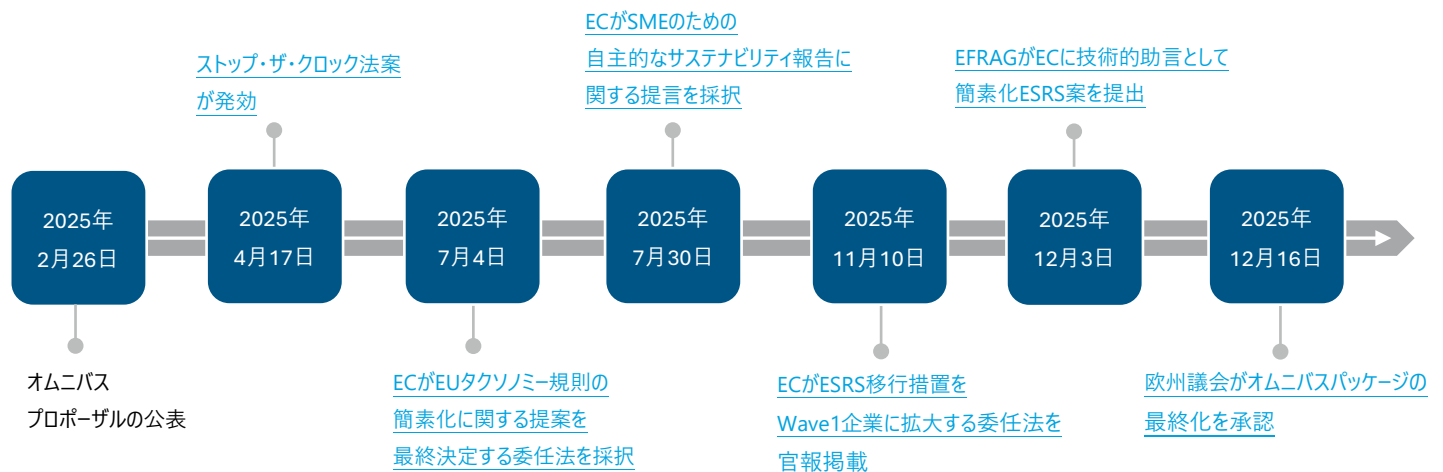 ECがSMEのための
自主的なサステナビリティ報告に
関する提言を採択
ストップ・ザ・クロック法案
が発効
EFRAGがECに技術的助言として
簡素化ESRS案を提出
2025年
2月26日
2025年
4月17日
2025年
7月4日
2025年
7月30日
2025年
11月10日
2025年
12月3日
2025年
12月16日
オムニバス
プロポーザルの公表
ECがEUタクソノミー規則の
簡素化に関する提案を
最終決定する委任法を採択
ECがESRS移行措置を
Wave1企業に拡大する委任法を
官報掲載
欧州議会がオムニバスパッケージの
最終化を承認